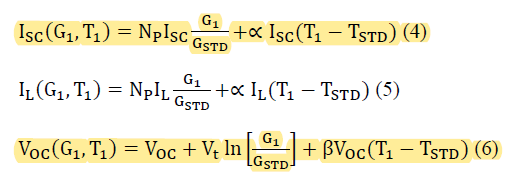 I_SC(G_1, T_1) = N_P I_SC G_1/G_STD +∝ I_SC(T_1 − T_STD) (4)
I_L(G_1, T_1) = N_P I_L G_1/G_STD +∝ I_L(T_1 − T_STD) (5)
V_OC(G_1, T_1) = V_OC + V_t ln[G_1/G_STD] + βV_OC(T_1 − T_STD) (6)